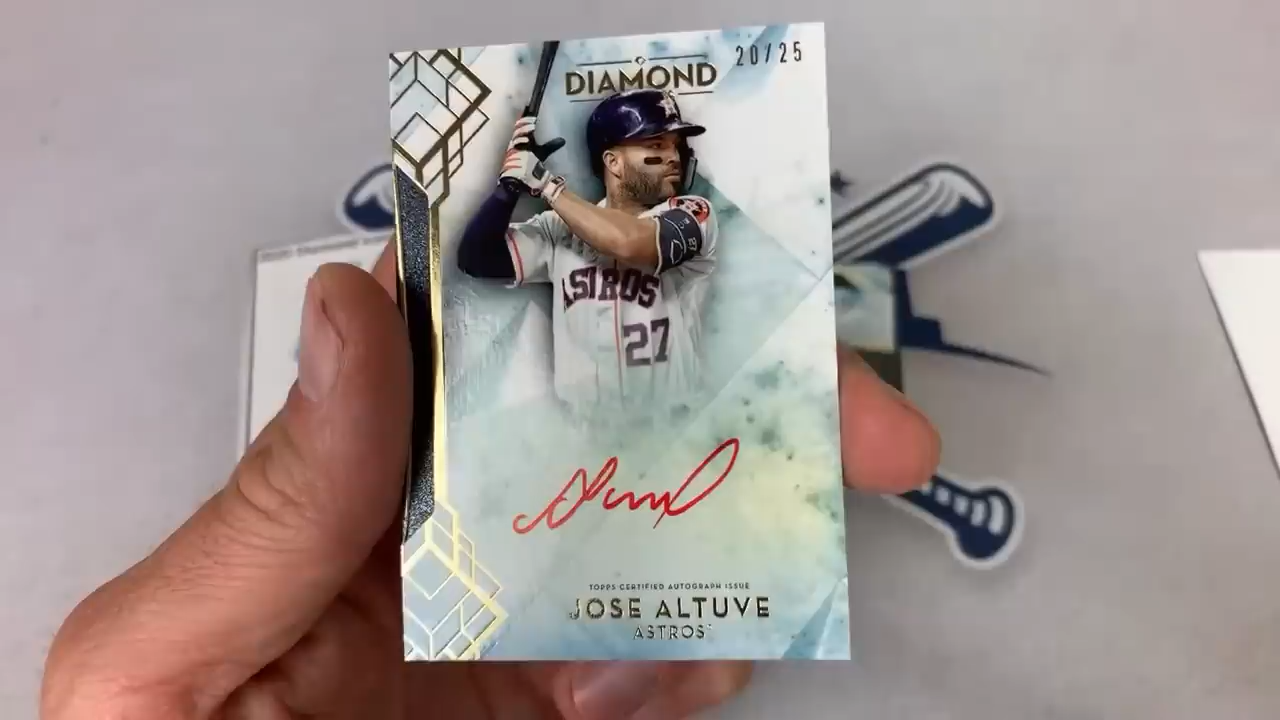 20/25
DIAMOND
ASTROS
27
TOPPS CERTIFIED AUTOGRAPH ISSUE
JOSE ALTUVE
ASTROS